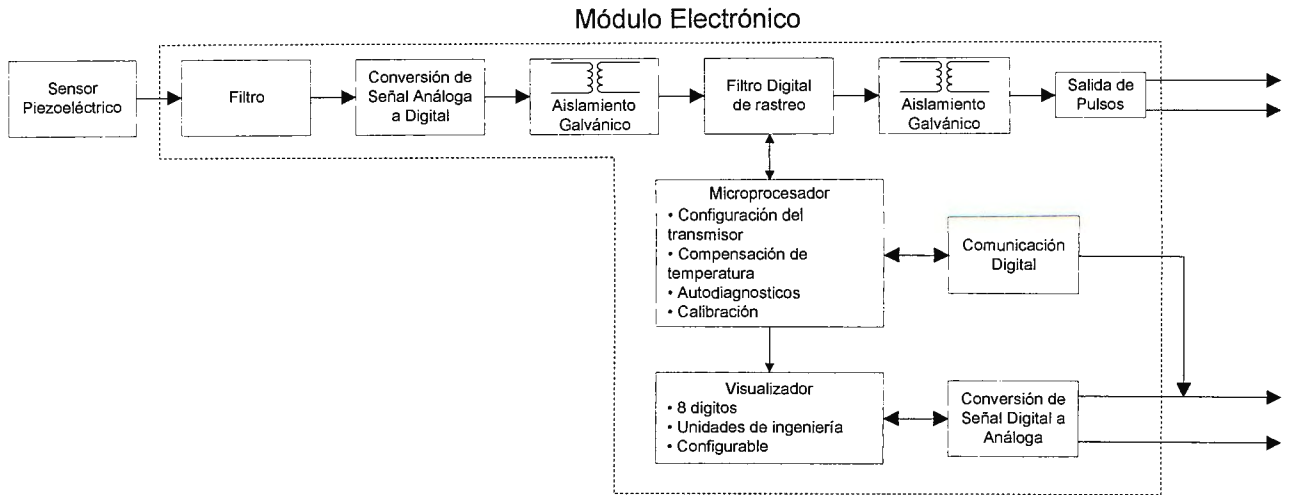 Módulo Electrónico
Sensor
Piezoeléctrico
Filtro
Conversión de
Señal Análoga
a Digital
Aislamiento
Galvánico
Filtro Digital
de rastreo
Aislamiento
Galvánico
Salida de
Pulsos
Microprocesador
• Configuración del
transmisor
• Compensación de
temperatura
• Autodiagnosticos
• Calibración
Comunicación
Digital
Visualizador
• 8 digitos
• Unidades de ingeniería
• Configurable
Conversión de
Señal Digital a
Análoga